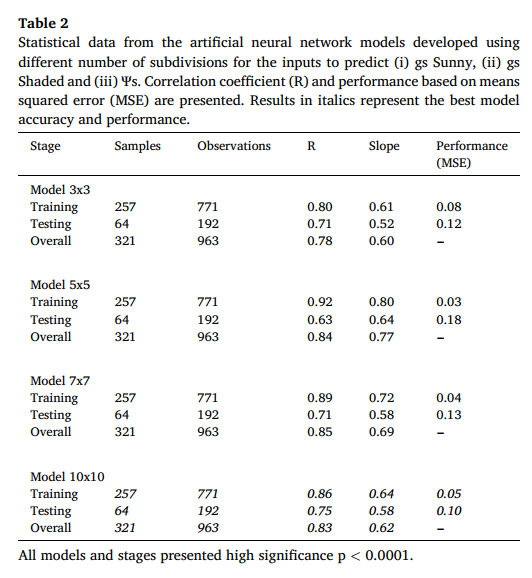 Table 2
Statistical data from the artificial neural network models developed using
different number of subdivisions for the inputs to predict (i) gs Sunny, (ii) gs
Shaded and (iii) Ψs. Correlation coefficient (R) and performance based on means
squared error (MSE) are presented. Results in italics represent the best model
accuracy and performance.
Stage Samples Observations R Slope Performance
(MSE)
Model 3x3
Training 257 771 0.80 0.61 0.08
Testing 64 192 0.71 0.52 0.12
Overall 321 963 0.78 0.60 –
Model 5x5
Training 257 771 0.92 0.80 0.03
Testing 64 192 0.63 0.64 0.18
Overall 321 963 0.84 0.77 –
Model 7x7
Training 257 771 0.89 0.72 0.04
Testing 64 192 0.71 0.58 0.13
Overall 321 963 0.85 0.69 –
Model 10x10
Training 257 771 0.86 0.64 0.05
Testing 64 192 0.75 0.58 0.10
Overall 321 963 0.83 0.62 –
All models and stages presented high significance p < 0.0001.